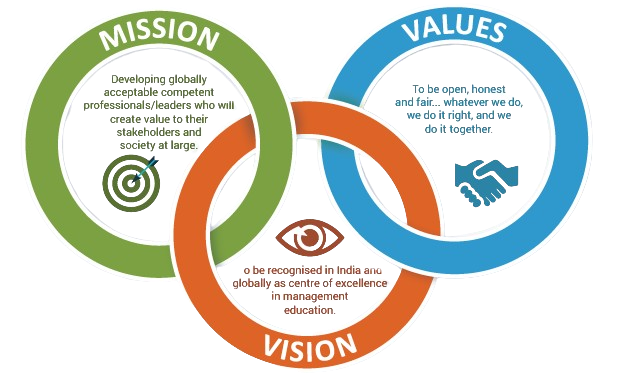 MISSION
Developing globally
acceptable competent
professionals/leaders who will
create value to their
stakeholders and
society at large.
VALUES
To be open, honest
and fair... whatever we do,
we do it right, and we
do it together.
o be recognised in India and
globally as centre of excellence
in management
education.
VISION